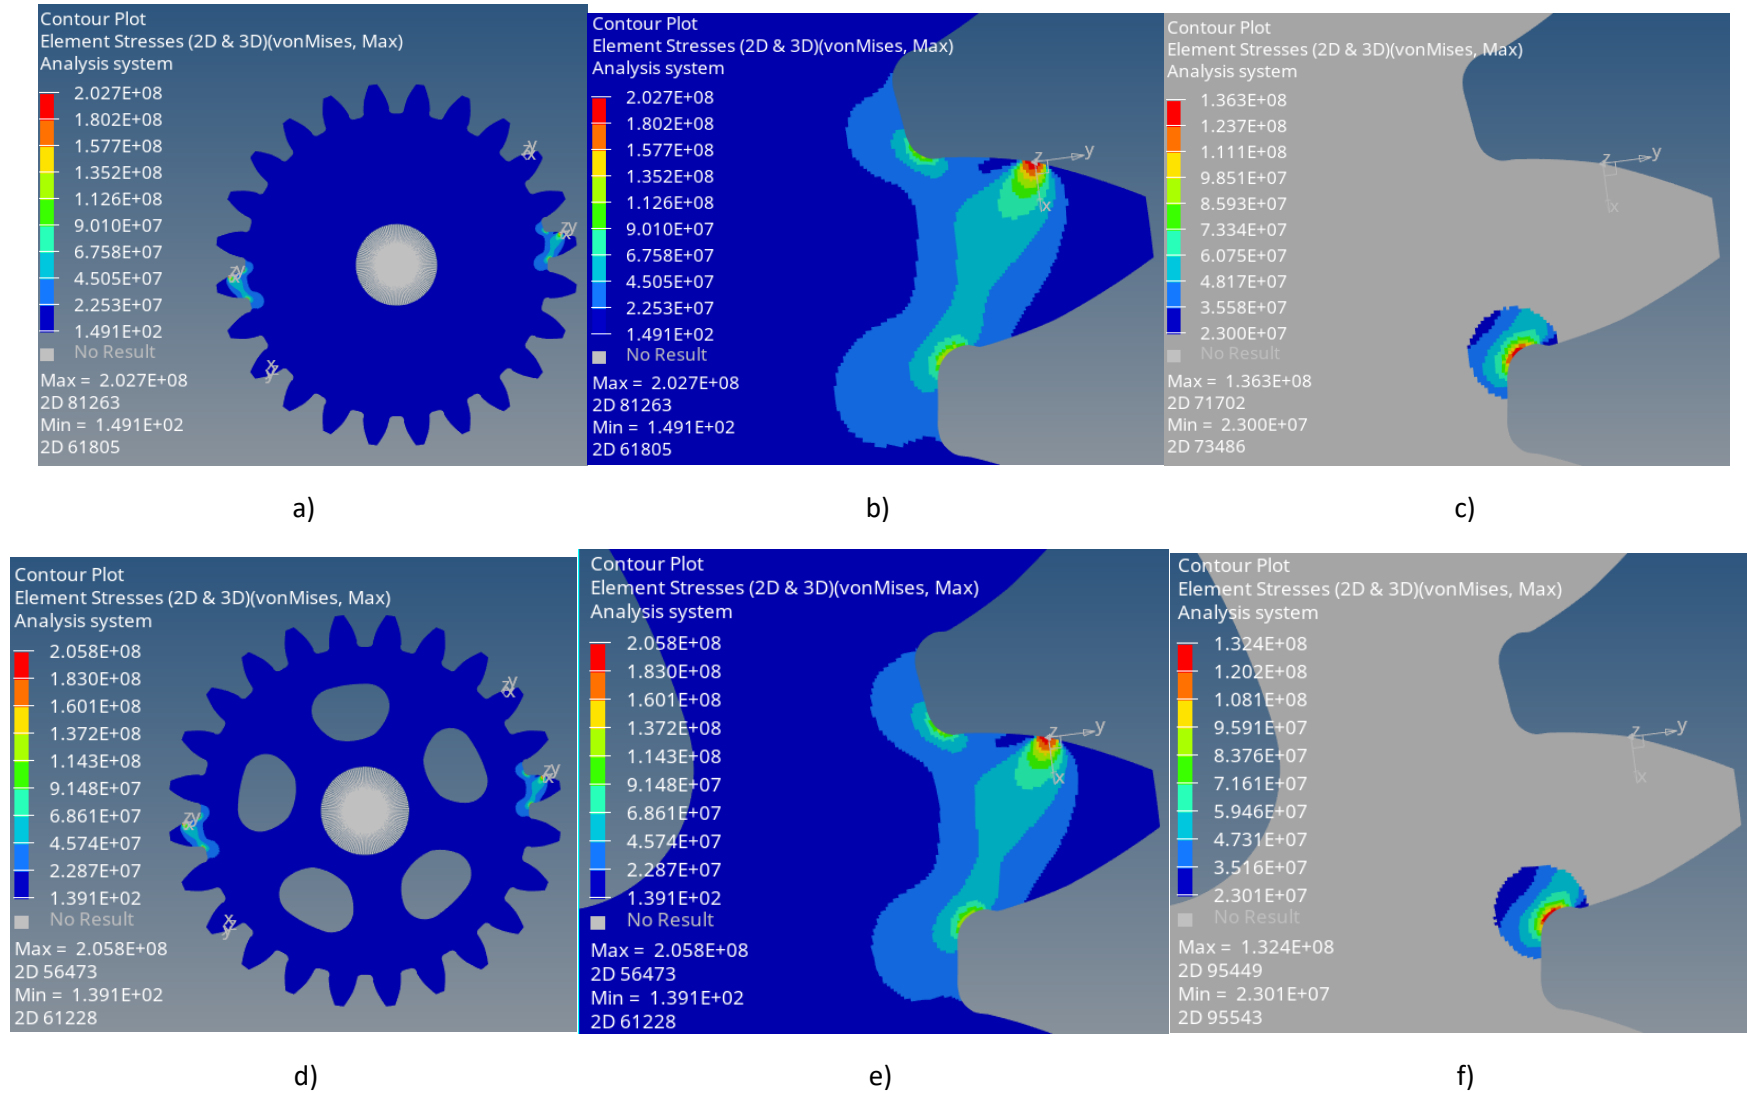 Contour Plot
Element Stresses (2D & 3D)(vonMises, Max)
Analysis system
2.027E+08
1.802E+08
1.577E+08
1.352E+08
1.126E+08
9.010E+07
6.758E+07
4.505E+07
2.253E+07
1.491E+02
No Result
Max = 2.027E+08
2D 81263
Min = 1.491E+02
2D 61805
zy
x
zy
x
zy
x
x
z
y
a)
Contour Plot
Element Stresses (2D & 3D)(vonMises, Max)
Analysis system
2.027E+08
1.802E+08
1.577E+08
1.352E+08
1.126E+08
9.010E+07
6.758E+07
4.505E+07
2.253E+07
1.491E+02
No Result
Max = 2.027E+08
2D 81263
Min = 1.491E+02
2D 61805
z
y
x
b)
Contour Plot
Element Stresses (2D & 3D)(vonMises, Max)
Analysis system
1.363E+08
1.237E+08
1.111E+08
9.851E+07
8.593E+07
7.334E+07
6.075E+07
4.817E+07
3.558E+07
2.300E+07
No Result
Max = 1.363E+08
2D 71702
Min = 2.300E+07
2D 73486
z
y
x
c)
Contour Plot
Element Stresses (2D & 3D)(vonMises, Max)
Analysis system
2.058E+08
1.830E+08
1.601E+08
1.372E+08
1.143E+08
9.148E+07
6.861E+07
4.574E+07
2.287E+07
1.391E+02
No Result
Max = 2.058E+08
2D 56473
Min = 1.391E+02
2D 61228
zy
x
zy
x
zy
x
x
z
y
d)
Contour Plot
Element Stresses (2D & 3D)(vonMises, Max)
Analysis system
2.058E+08
1.830E+08
1.601E+08
1.372E+08
1.143E+08
9.148E+07
6.861E+07
4.574E+07
2.287E+07
1.391E+02
No Result
Max = 2.058E+08
2D 56473
Min = 1.391E+02
2D 61228
z
y
x
e)
Contour Plot
Element Stresses (2D & 3D)(vonMises, Max)
Analysis system
1.324E+08
1.202E+08
1.081E+08
9.591E+07
8.376E+07
7.161E+07
5.946E+07
4.731E+07
3.516E+07
2.301E+07
No Result
Max = 1.324E+08
2D 95449
Min = 2.301E+07
2D 95543
z
y
x
f)